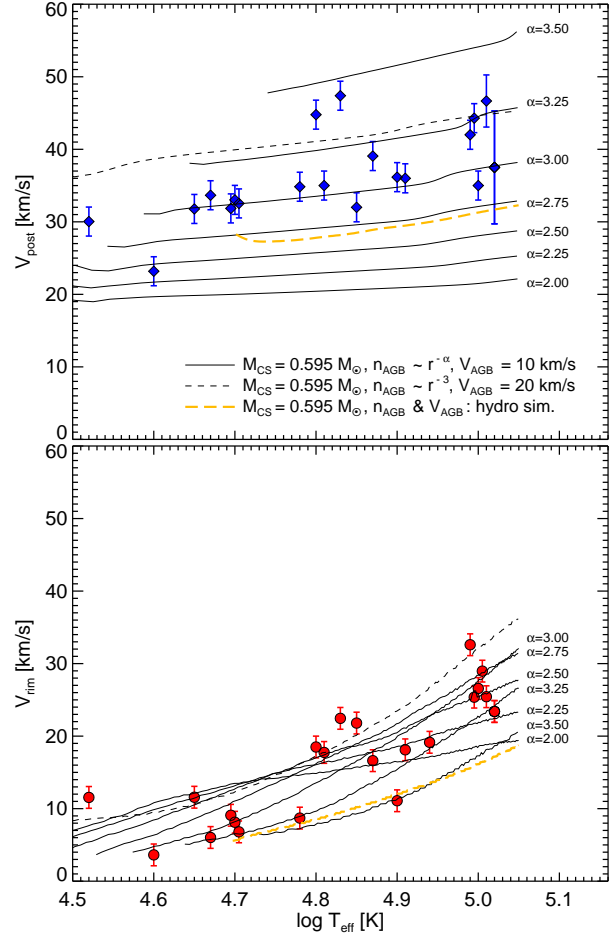 60
50
40
30
20
10
0
V_post [km/s]
α=3.50
α=3.25
α=3.00
α=2.75
α=2.50
α=2.25
α=2.00
M_CS = 0.595 M_⊙, n_AGB ~ r^-α, V_AGB = 10 km/s
M_CS = 0.595 M_⊙, n_AGB ~ r^-3, V_AGB = 20 km/s
M_CS = 0.595 M_⊙, n_AGB & V_AGB : hydro sim.
60
50
40
30
20
10
0
V_rim [km/s]
α=3.00
α=2.75
α=2.50
α=3.25
α=2.25
α=3.50
α=2.00
4.5 4.6 4.7 4.8 4.9 5.0 5.1
log T_eff [K]